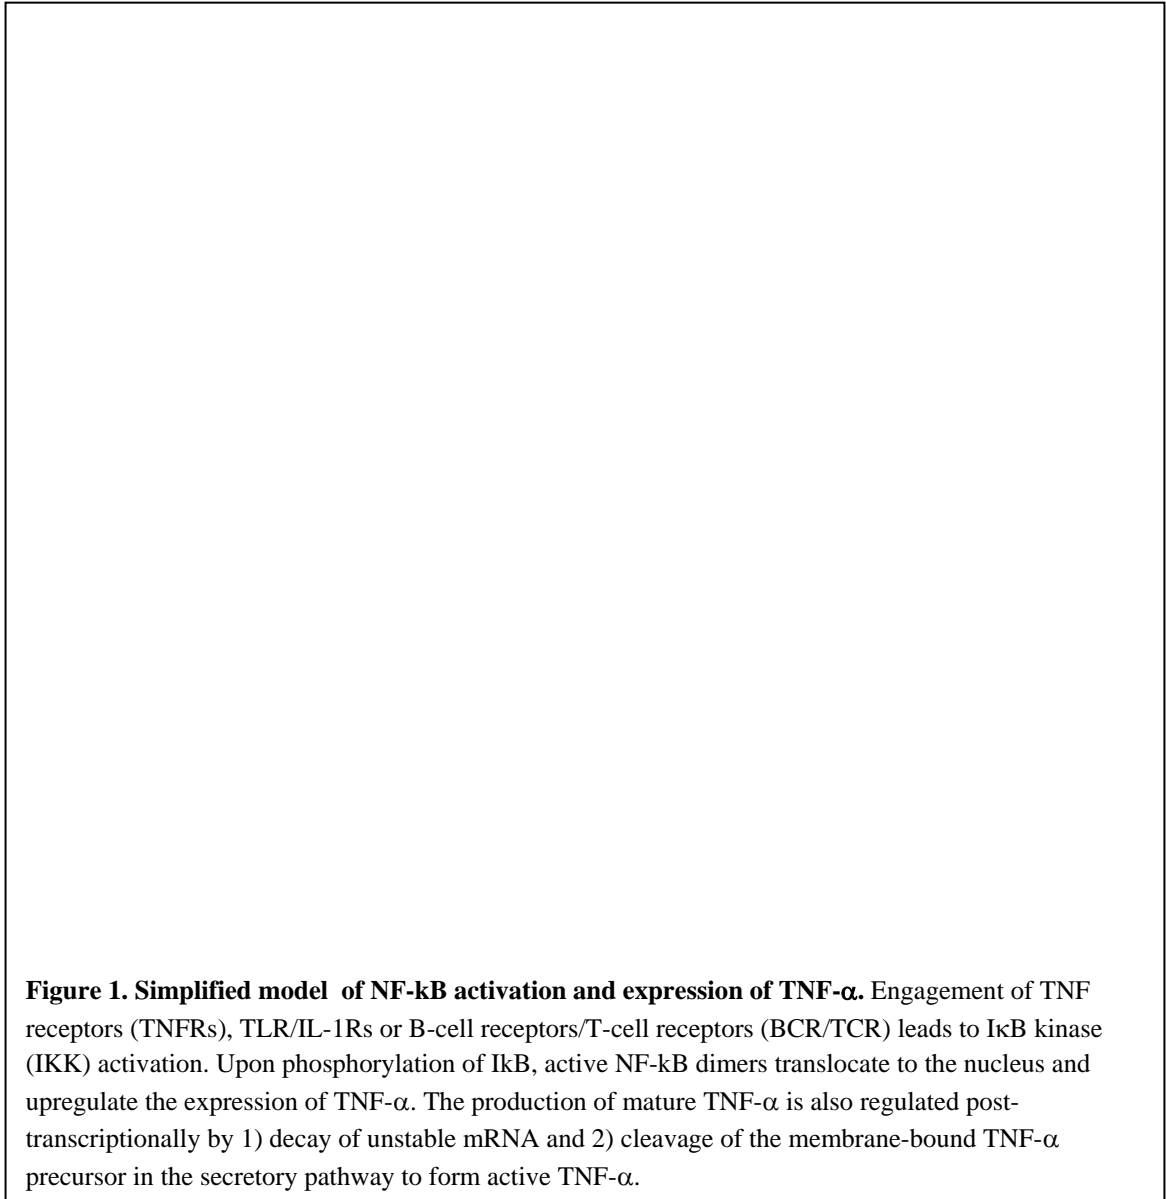 Figure 1. Simplified model  of NF-kB activation and expression of TNF-α. Engagement of TNF
receptors (TNFRs), TLR/IL-1Rs or B-cell receptors/T-cell receptors (BCR/TCR) leads to IκB kinase
(IKK) activation. Upon phosphorylation of IkB, active NF-kB dimers translocate to the nucleus and
upregulate the expression of TNF-α. The production of mature TNF-α is also regulated post-
transcriptionally by 1) decay of unstable mRNA and 2) cleavage of the membrane-bound TNF-α
precursor in the secretory pathway to form active TNF-α.